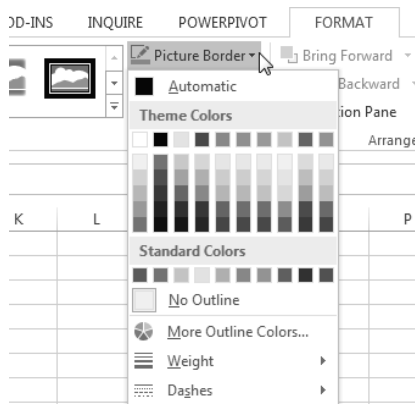 DD-INS INQUIRE POWERPIVOT FORMAT
Picture Border Bring Forward
Automatic Backward
Theme Colors ion Pane
Arrange
K L P
Standard Colors
No Outline
More Outline Colors...
Weight
Dashes